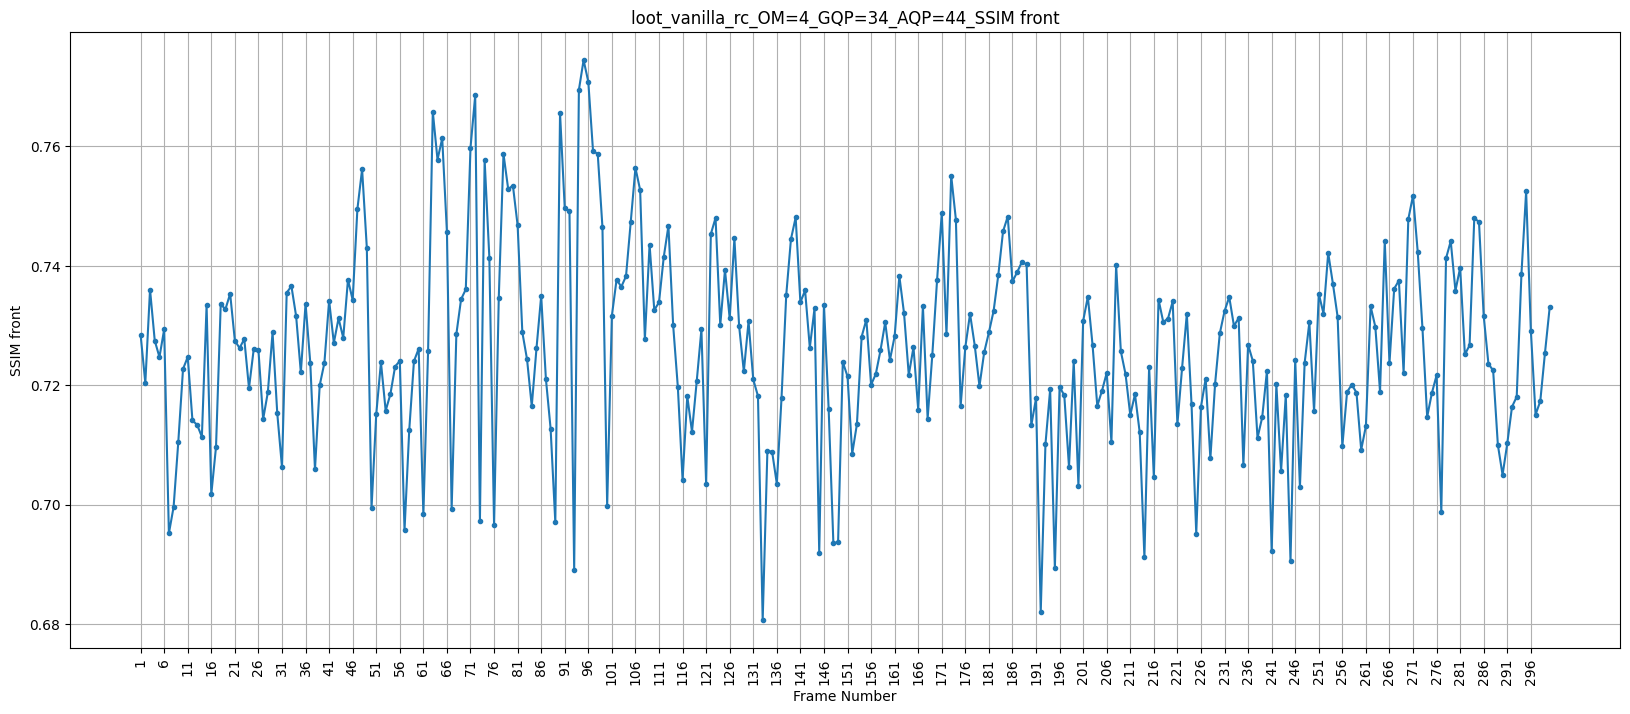 loot_vanilla_rc_OM=4_GQP=34_AQP=44_SSIM front
0.76
0.74
0.72
0.70
0.68
SSIM front
1 6 11 16 21 26 31 36 41 46 51 56 61 66 71 76 81 86 91 96 101 106 111 116 121 126 131 136 141 146 151 156 161 166 171 176 181 186 191 196 201 206 211 216 221 226 231 236 241 246 251 256 261 266 271 276 281 286 291 296
Frame Number